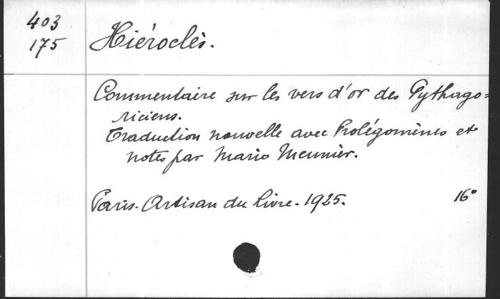 403
175
Hiéroclès.
Commentaire sur les vers d'or des Pythago-
riciens.
Traduction nouvelle avec Prolégomènes et
notes par Mario Meunier.
Paris. Artisan du livre. 1925. 16°